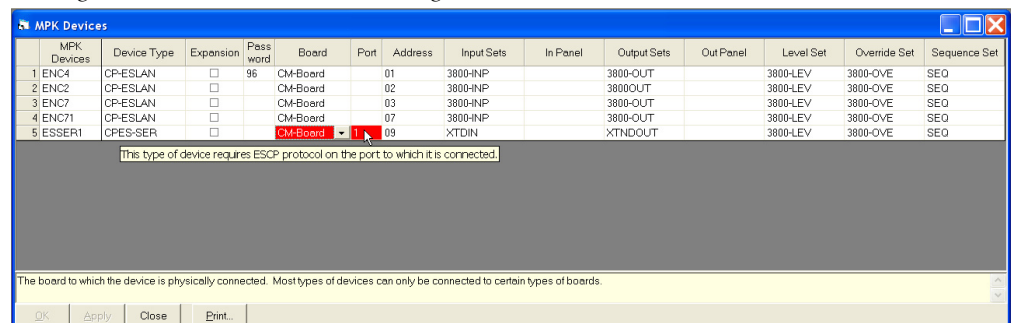 MPK Devices
MPK Devices Device Type Expansion Pass word Board Port Address Input Sets In Panel Output Sets Out Panel Level Set Override Set Sequence Set
1 ENC4 CP-ESLAN 96 CM-Board 01 3800-INP 3800-OUT 3800-LEV 3800-OVE SEQ
2 ENC2 CP-ESLAN CM-Board 02 3800-INP 3800OUT 3800-LEV 3800-OVE SEQ
3 ENC7 CP-ESLAN CM-Board 03 3800-INP 3800-OUT 3800-LEV 3800-OVE SEQ
4 ENC71 CP-ESLAN CM-Board 07 3800-INP 3800-OUT 3800-LEV 3800-OVE SEQ
5 ESSER1 CPES-SER CM-Board 1 09 XTDIN XTNDOUT 3800-LEV 3800-OVE SEQ
This type of device requires ESCP protocol on the port to which it is connected.
The board to which the device is physically connected. Most types of devices can only be connected to certain types of boards.
OK Apply Close Print...